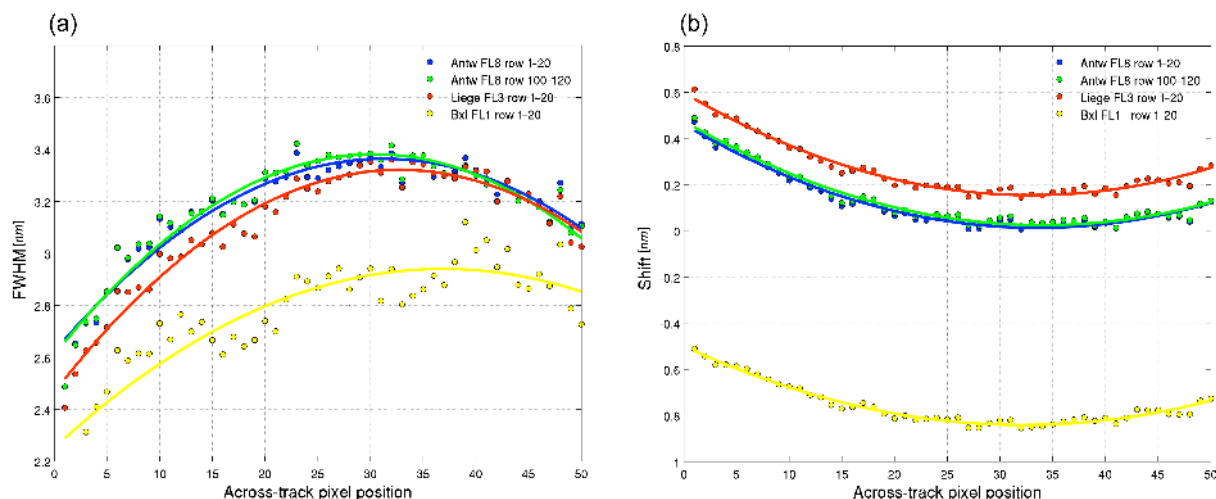 (a)
FWHM [nm]
3.6
3.4
3.2
3
2.8
2.6
2.4
2.2
0 5 10 15 20 25 30 35 40 45 50
Across-track pixel position
Antw FL8 row 1-20
Antw FL8 row 100-120
Liege FL3 row 1-20
Bxl FL1 row 1-20
(b)
Shift [nm]
0.8
0.6
0.4
0.2
0
0.2
0.4
0.6
0.8
1
0 5 10 15 20 25 30 35 40 45 50
Across-track pixel position
Antw FL8 row 1-20
Antw FL8 row 100-120
Liege FL3 row 1-20
Bxl FL1 row 1-20